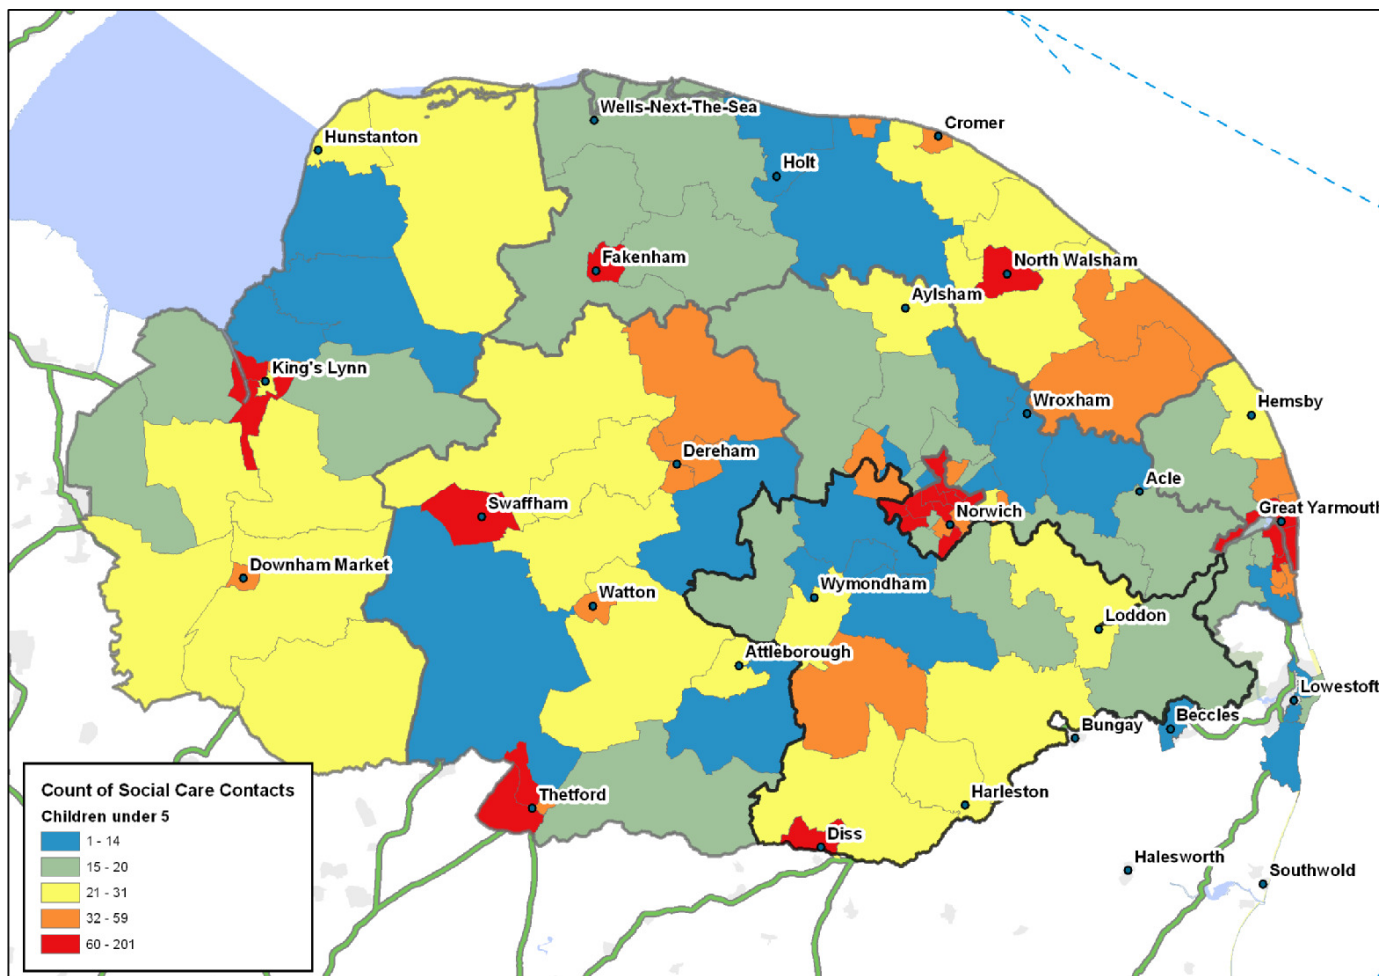 Wells-Next-The-Sea
Cromer
Hunstanton
Holt
Fakenham
North Walsham
Aylsham
King's Lynn
Wroxham
Hemsby
Dereham
Acle
Swaffham
Norwich
Great Yarmouth
Downham Market
Watton
Wymondham
Loddon
Attleborough
Lowestoft
Bungay
Beccles
Count of Social Care Contacts
Children under 5
1 - 14
15 - 20
21 - 31
32 - 59
60 - 201
Thetford
Harleston
Diss
Halesworth
Southwold